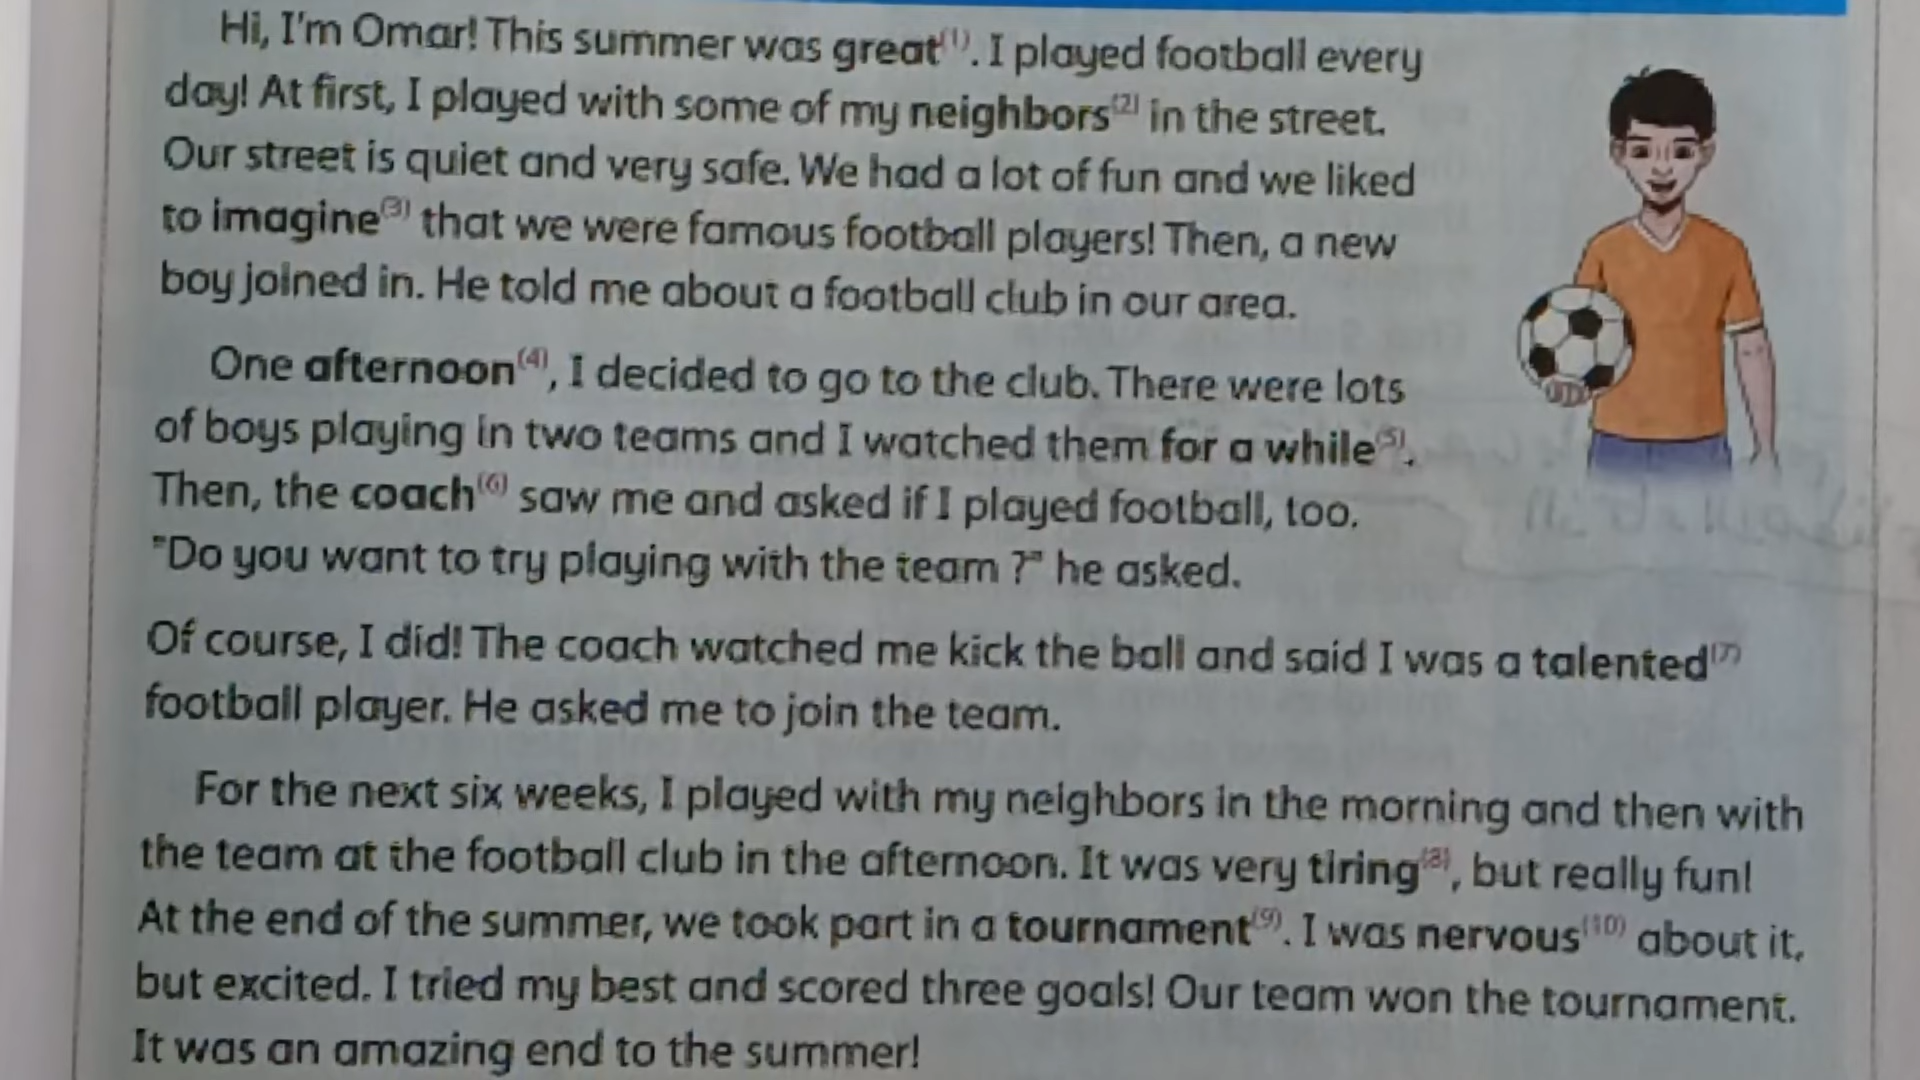 Hi, I'm Omar! This summer was great(1). I played football every
day! At first, I played with some of my neighbors(2) in the street.
Our street is quiet and very safe. We had a lot of fun and we liked
to imagine(3) that we were famous football players! Then, a new
boy joined in. He told me about a football club in our area.
One afternoon(4), I decided to go to the club. There were lots
of boys playing in two teams and I watched them for a while(5).
Then, the coach(6) saw me and asked if I played football, too.
"Do you want to try playing with the team ?" he asked.
Of course, I did! The coach watched me kick the ball and said I was a talented(7)
football player. He asked me to join the team.
For the next six weeks, I played with my neighbors in the morning and then with
the team at the football club in the afternoon. It was very tiring(8), but really fun!
At the end of the summer, we took part in a tournament(9). I was nervous(10) about it,
but excited. I tried my best and scored three goals! Our team won the tournament.
It was an amazing end to the summer!